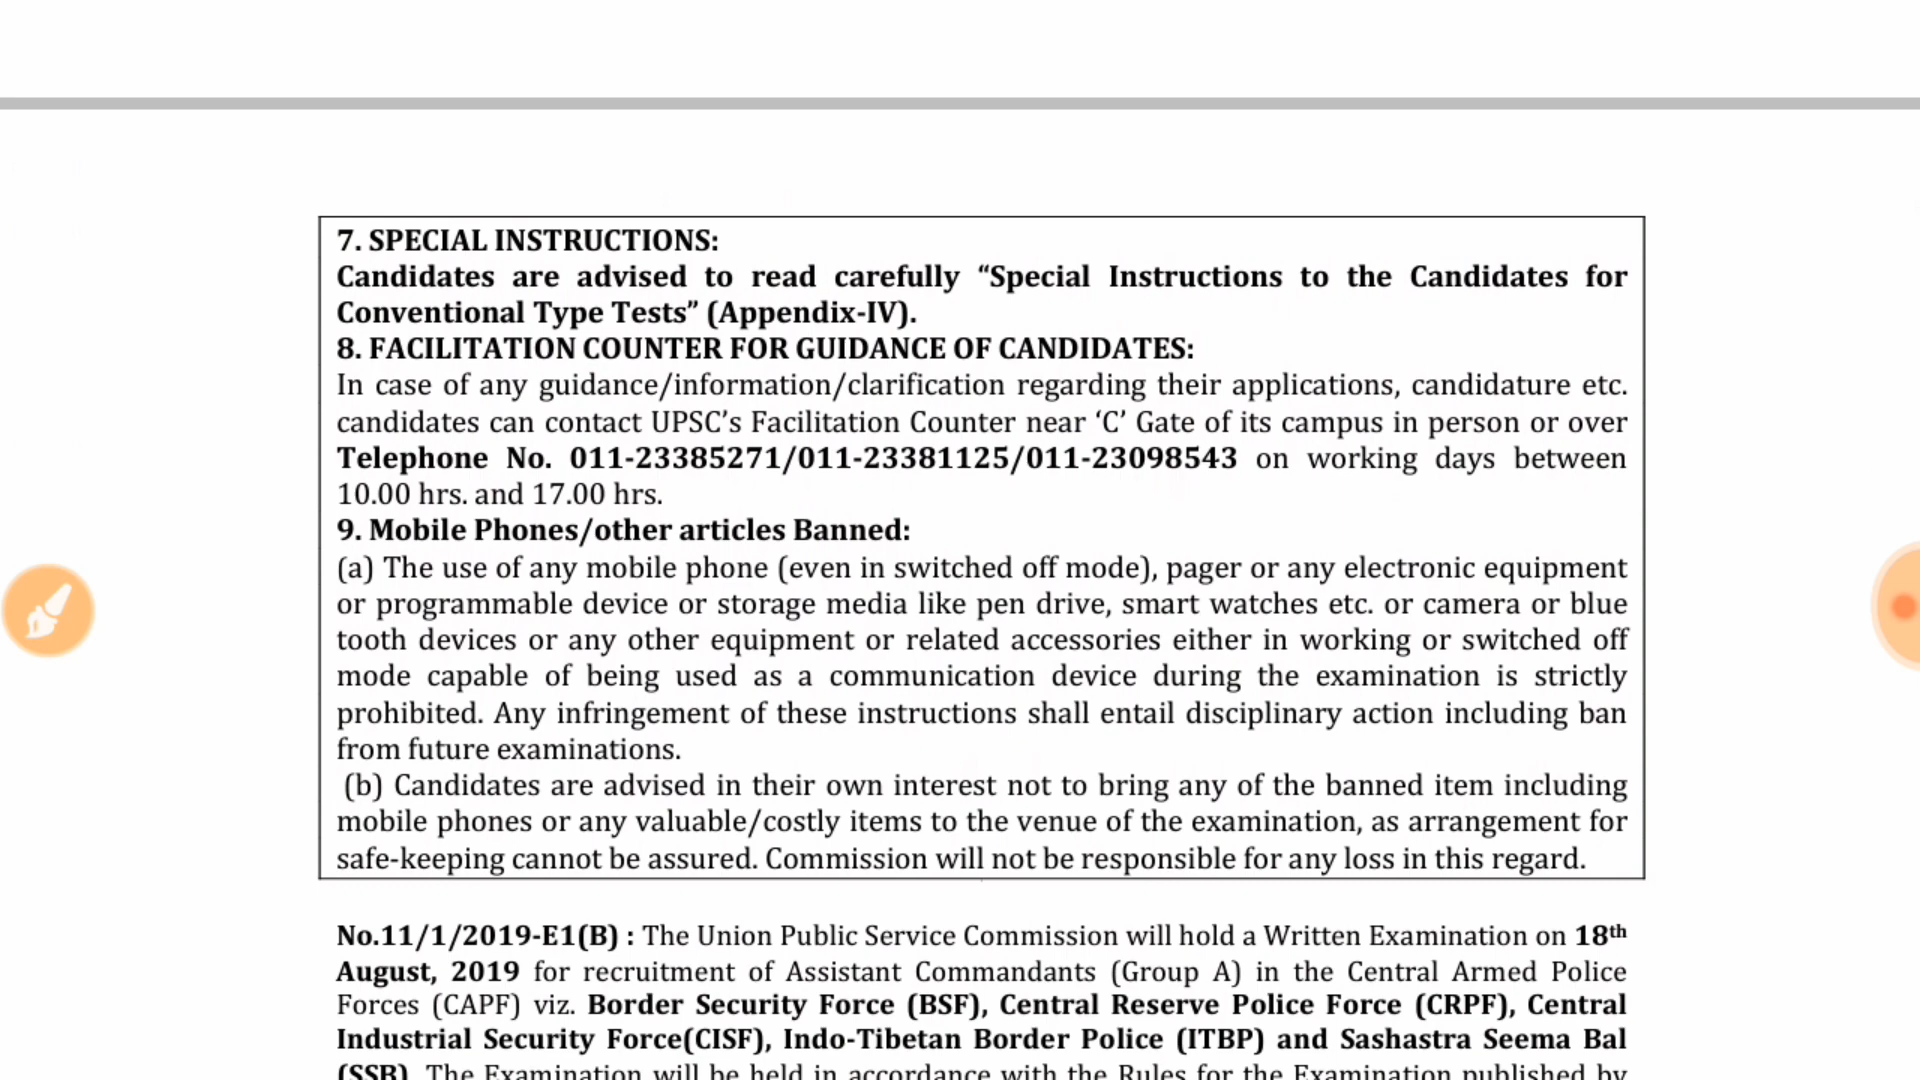 7. SPECIAL INSTRUCTIONS:
Candidates are advised to read carefully “Special Instructions to the Candidates for
Conventional Type Tests” (Appendix-IV).
8. FACILITATION COUNTER FOR GUIDANCE OF CANDIDATES:
In case of any guidance/information/clarification regarding their applications, candidature etc.
candidates can contact UPSC’s Facilitation Counter near ‘C’ Gate of its campus in person or over
Telephone No. 011-23385271/011-23381125/011-23098543 on working days between
10.00 hrs. and 17.00 hrs.
9. Mobile Phones/other articles Banned:
(a) The use of any mobile phone (even in switched off mode), pager or any electronic equipment
or programmable device or storage media like pen drive, smart watches etc. or camera or blue
tooth devices or any other equipment or related accessories either in working or switched off
mode capable of being used as a communication device during the examination is strictly
prohibited. Any infringement of these instructions shall entail disciplinary action including ban
from future examinations.
(b) Candidates are advised in their own interest not to bring any of the banned item including
mobile phones or any valuable/costly items to the venue of the examination, as arrangement for
safe-keeping cannot be assured. Commission will not be responsible for any loss in this regard.
No.11/1/2019-E1(B) : The Union Public Service Commission will hold a Written Examination on 18th
August, 2019 for recruitment of Assistant Commandants (Group A) in the Central Armed Police
Forces (CAPF) viz. Border Security Force (BSF), Central Reserve Police Force (CRPF), Central
Industrial Security Force(CISF), Indo-Tibetan Border Police (ITBP) and Sashastra Seema Bal
(SSB). The Examination will be held in accordance with the Rules for the Examination published by